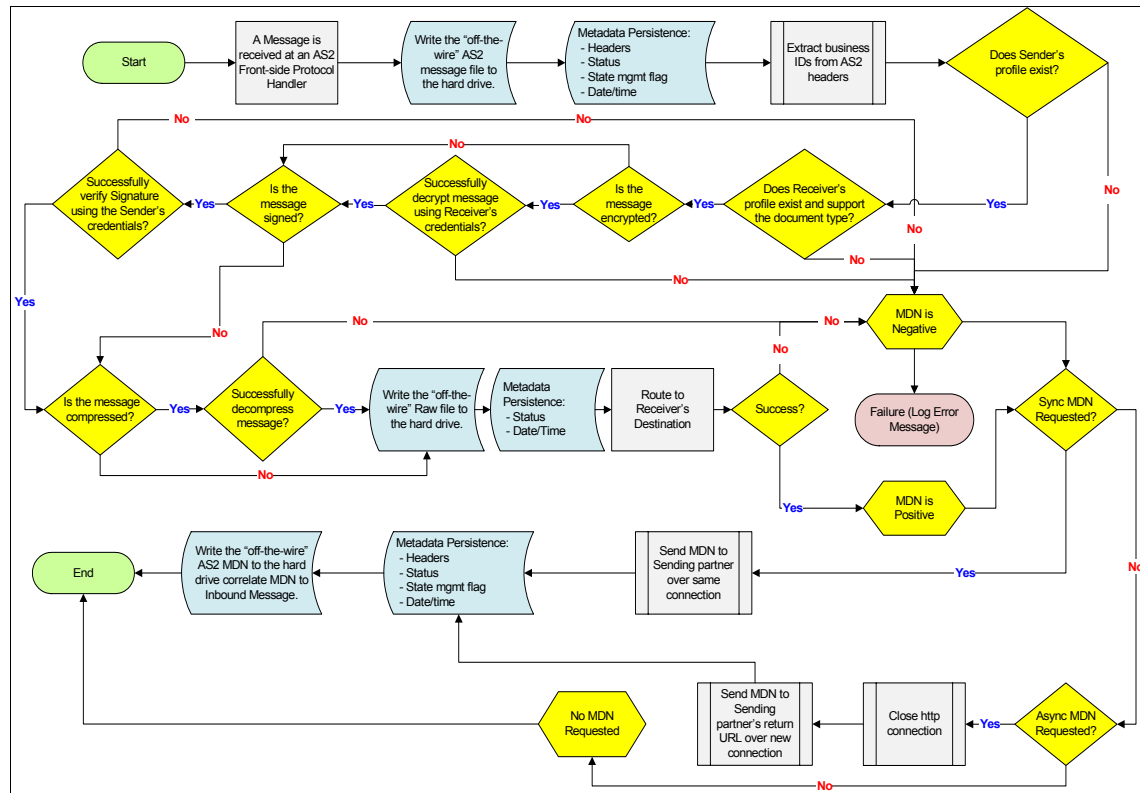 Start
A Message is
received at an AS2
Front-side Protocol
Handler
Write the “off-the-
wire” AS2
message file to
the hard drive.
Metadata Persistence:
- Headers
- Status
- State mgmt flag
- Date/time
Extract business
IDs from AS2
headers
Does Sender's
profile exist?
No
No
Yes
No
No
Successfully
verify Signature
using the Sender's
credentials?
Yes
Is the
message
signed?
Yes
Successfully
decrypt message
using Receiver's
credentials?
Yes
Is the
message
encrypted?
Yes
Does Receiver's
profile exist and support
the document type?
No
No
Yes
No
MDN is
Negative
No
No
No
Is the message
compressed?
Yes
Successfully
decompress
message?
Yes
Write the “off-the-
wire” Raw file to
the hard drive.
Metadata
Persistence:
- Status
- Date/Time
Route to
Receiver's
Destination
Success?
Failure (Log Error
Message)
Sync MDN
Requested?
No
Yes
MDN is
Positive
End
Write the “off-the-wire”
AS2 MDN to the hard
drive correlate MDN to
Inbound Message.
Metadata Persistence:
- Headers
- Status
- State mgmt flag
- Date/time
Send MDN to
Sending partner
over same
connection
Yes
No
No MDN
Requested
Send MDN to
Sending
partner's return
URL over new
connection
Close http
connection
Yes
Async MDN
Requested?
No